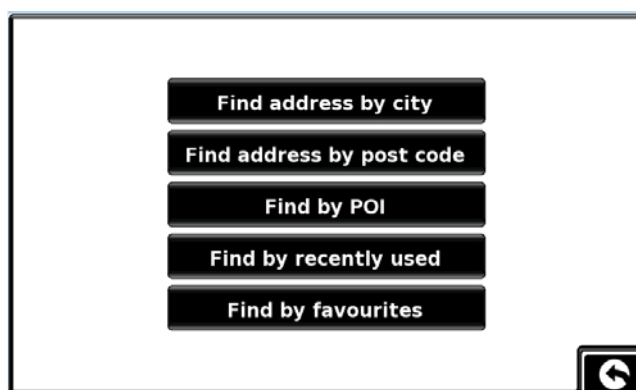 Find address by city
Find address by post code
Find by POI
Find by recently used
Find by favourites